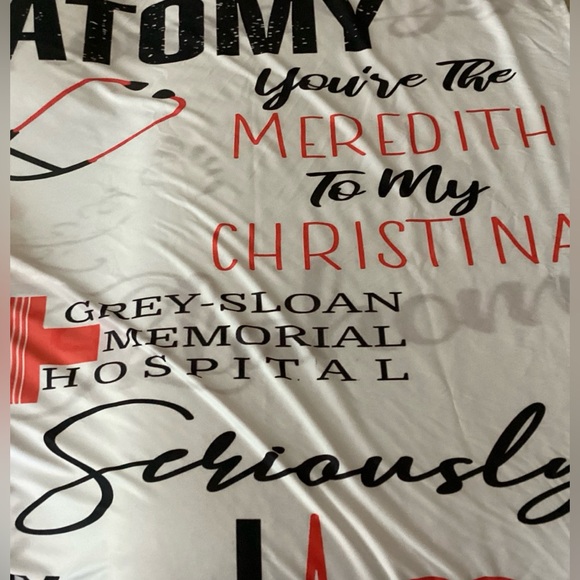 ATOMY
You're The
MEREDITH
To My
CHRISTINA
GREY-SLOAN
MEMORIAL
HOSPITAL
Seriously